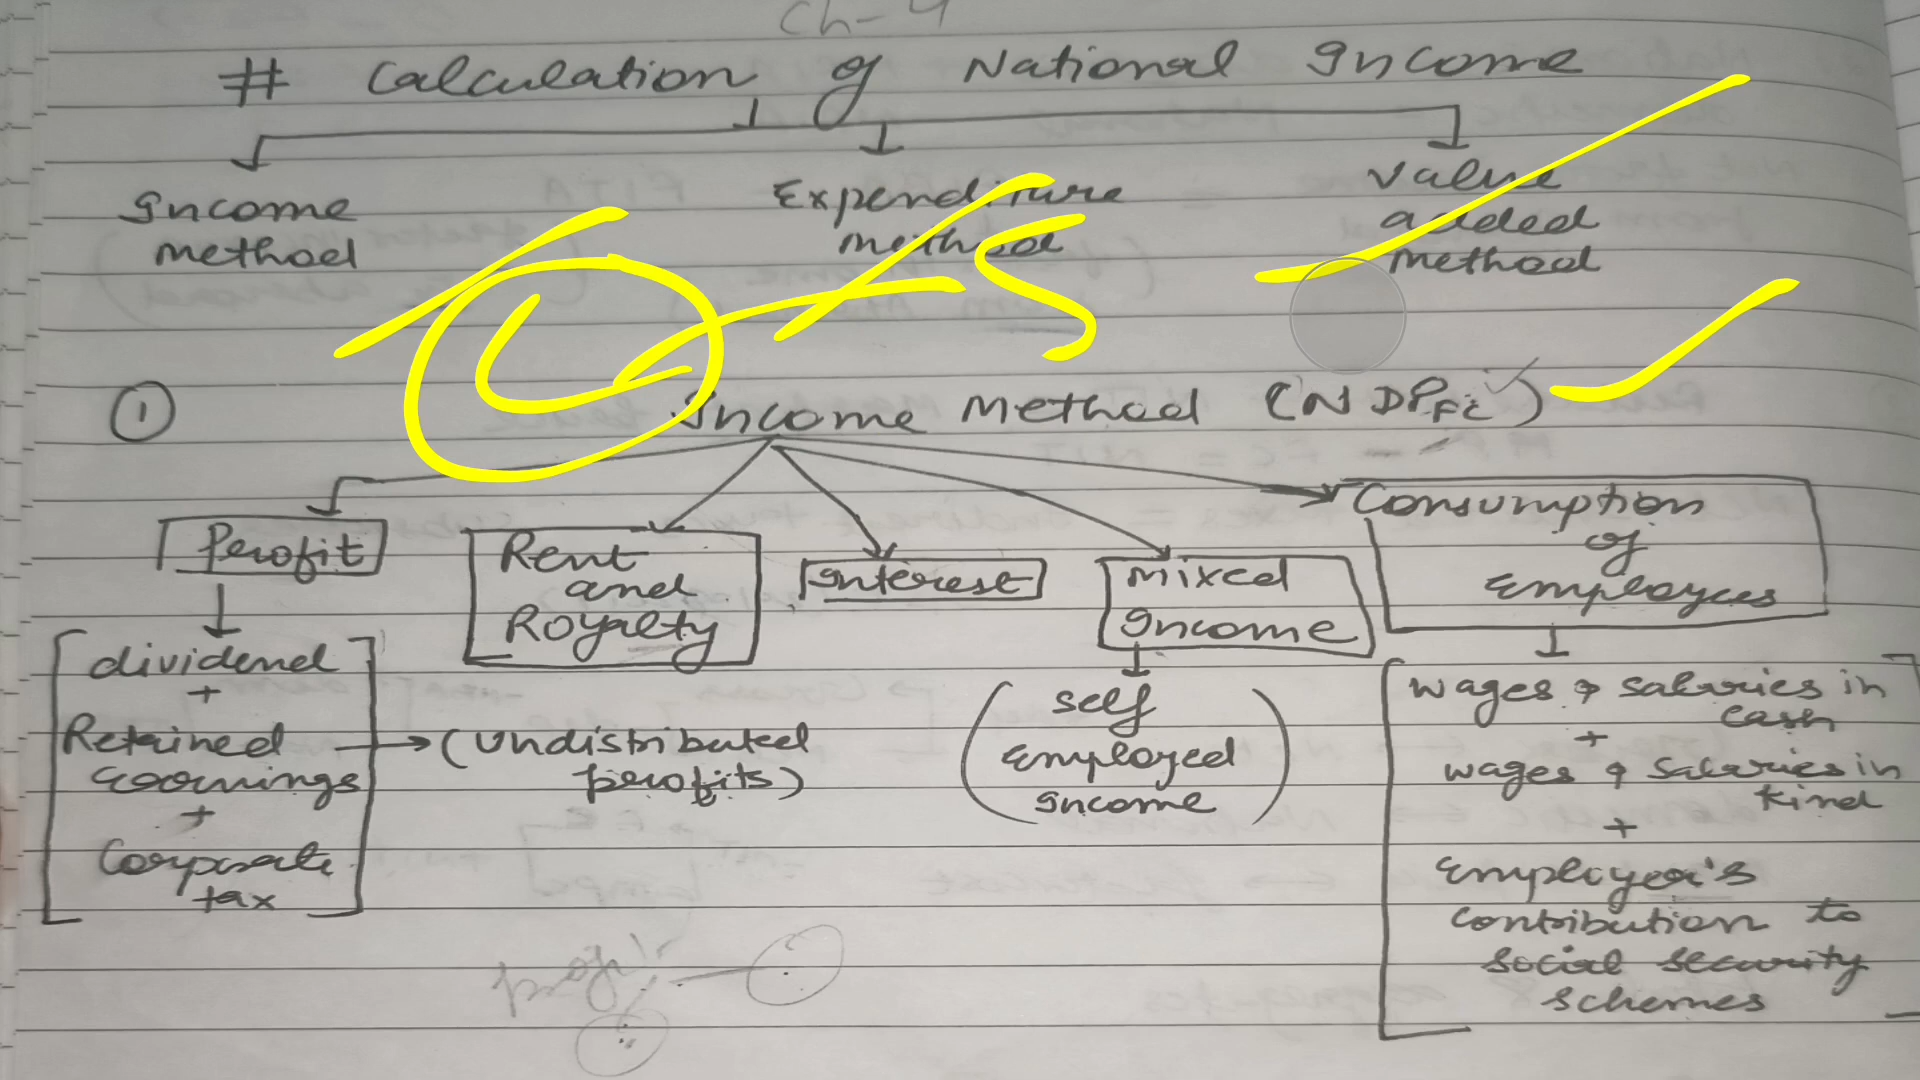 Ch-4
# Calculation of National Income
Income
method
Expenditure
method
Value
added
method
① Income Method (NDPFC)
Profit
Rent
and
Royalty
Interest
Mixed
Income
Consumption
of
Employees
dividend
+
Retained
earnings
+
Corporate
tax
(undistributed
profits)
(self
employed
income)
wages & salaries in
cash
+
wages & salaries in
kind
+
employer's
contribution to
social security
schemes
profit